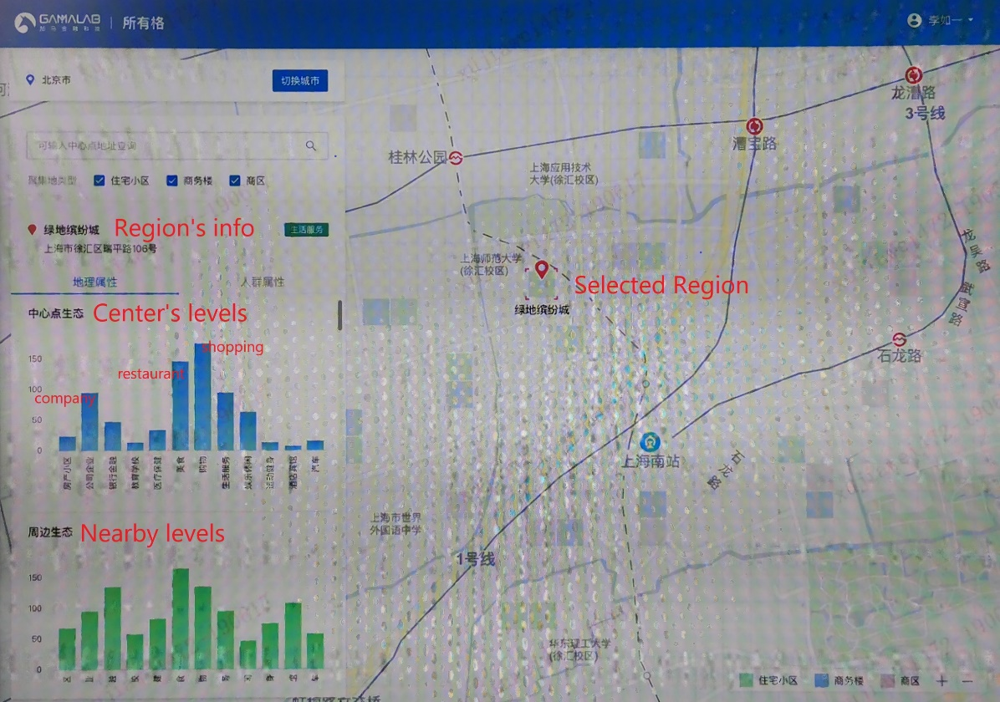 GAMALAB
所有格
李如一
北京市
切换城市
可输入中心点地址查询
聚集地类型
住宅小区
商务楼
商区
绿地缤纷城
Region's info
生活服务
上海市徐汇区瑞平路106号
地理属性
人群属性
中心点生态
Center's levels
150
100
50
0
shopping
restaurant
company
房产小区
公司企业
银行金融
教育学校
医疗保健
美食
购物
生活服务
娱乐休闲
运动健身
酒店宾馆
汽车
周边生态
Nearby levels
150
100
50
0
龙漕路
3号线
漕宝路
桂林公园
上海应用技术
大学(徐汇校区)
上海师范大学
(徐汇校区)
Selected Region
绿地缤纷城
龙吴路
武宣路
石龙路
上海南站
石龙路
上海市世界
外国语中学
1号线
华东理工大学
(徐汇校区)
住宅小区
商务楼
商区